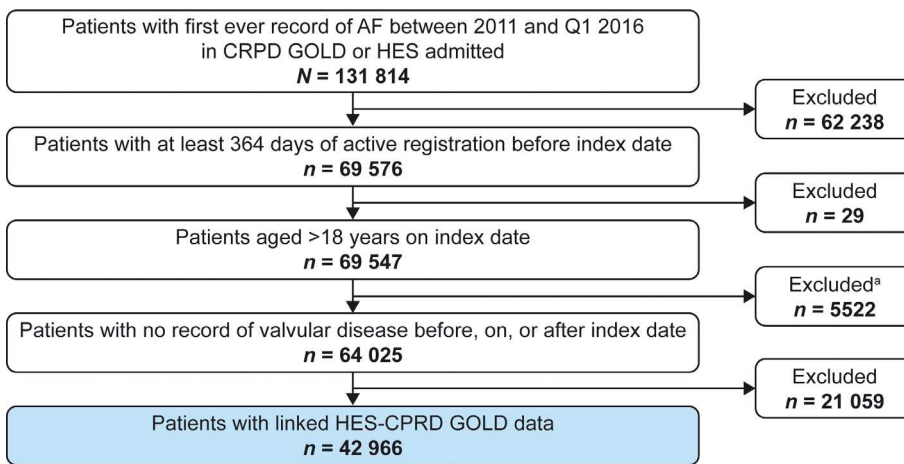 Patients with first ever record of AF between 2011 and Q1 2016
in CRPD GOLD or HES admitted
N = 131 814
Excluded
n = 62 238
Patients with at least 364 days of active registration before index date
n = 69 576
Excluded
n = 29
Patients aged >18 years on index date
n = 69 547
Excludedᵃ
n = 5522
Patients with no record of valvular disease before, on, or after index date
n = 64 025
Excluded
n = 21 059
Patients with linked HES-CPRD GOLD data
n = 42 966